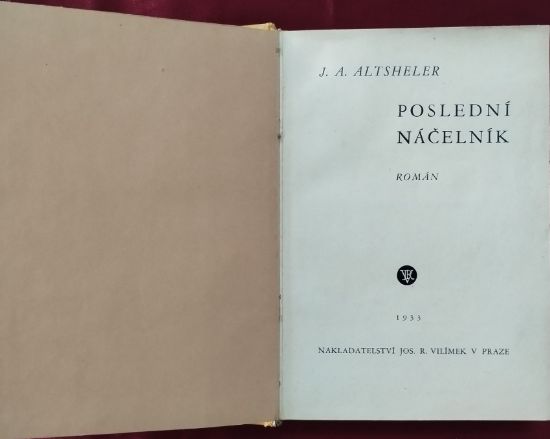 J. A. ALTSHELER
POSLEDNÍ
NÁČELNÍK
ROMÁN
1933
NAKLADATELSTVÍ JOS. R. VILÍMEK V PRAZE